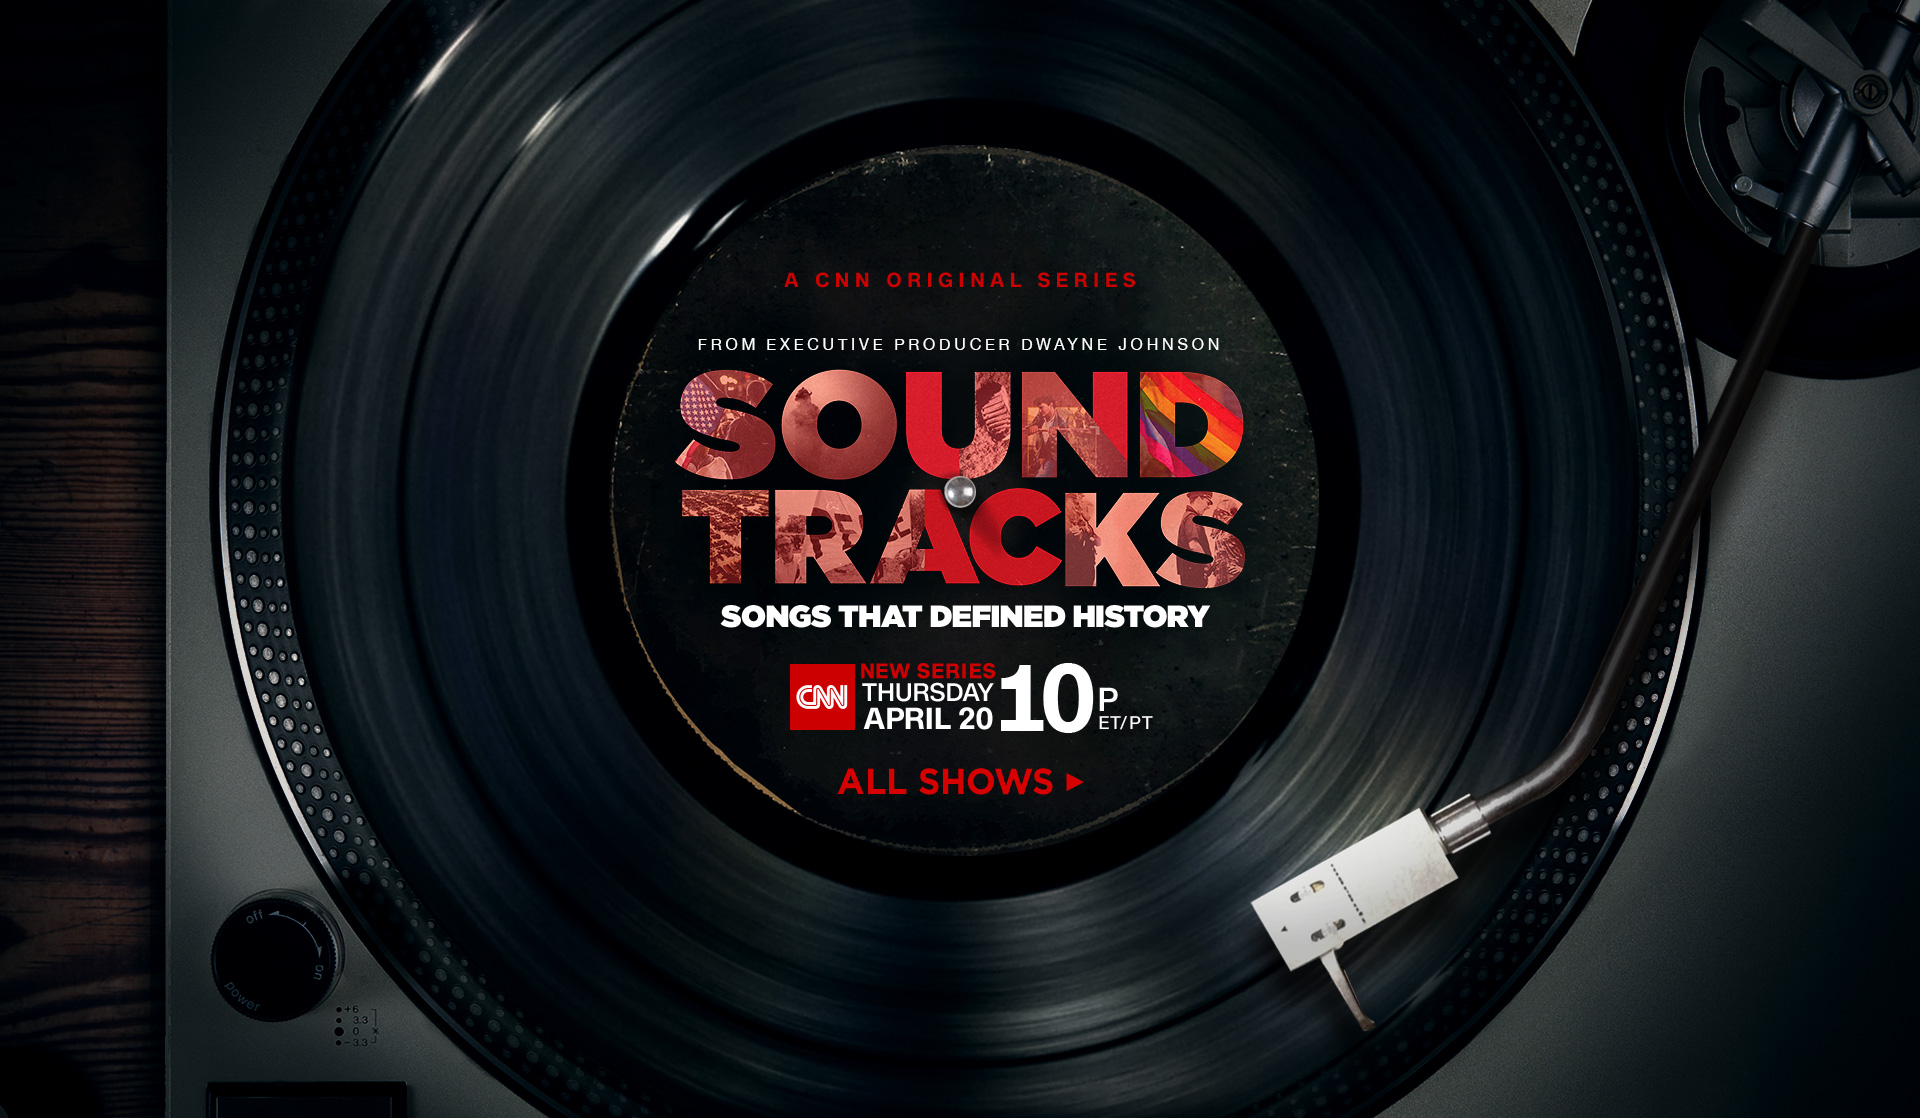 A CNN ORIGINAL SERIES
FROM EXECUTIVE PRODUCER DWAYNE JOHNSON
SOUND
TRACKS
SONGS THAT DEFINED HISTORY
CNN
NEW SERIES
THURSDAY
APRIL 20
10P
ET/PT
ALL SHOWS ►
off
on
power
+6
3.3
0
-3.3